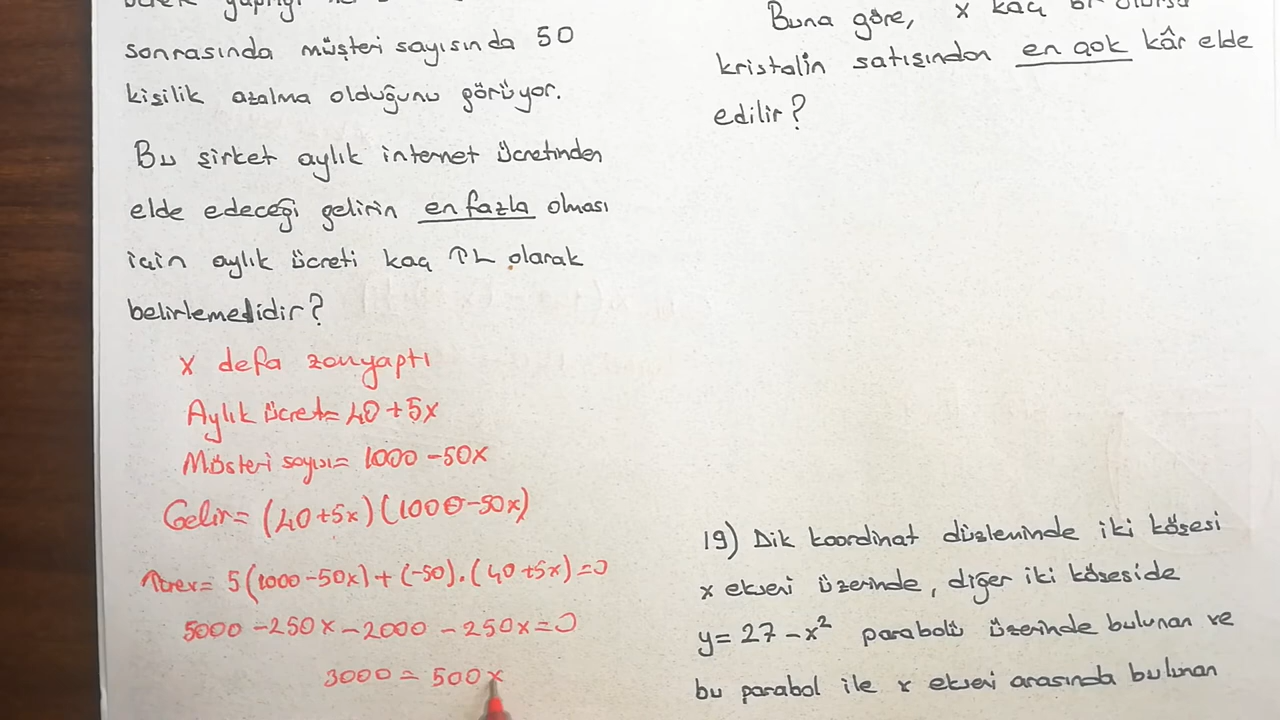 sonrasında müşteri sayısında 50
kişilik azalma olduğunu görüyor.
Bu şirket aylık internet ücretinden
elde edeceği gelirin en fazla olması
için aylık ücreti kaç TL olarak
belirlemelidir?
x defa zam yaptı
Aylık ücret= 40+5x
Müşteri sayısı= 1000-50x
Gelir= (40+5x)(1000-50x)
5(1000-50x)+(-50).(40+5x)=0
5000-250x-2000-250x=0
3000 = 500x
Buna göre, x kaç
kristalin satışından en çok kâr elde
edilir?
19) Dik koordinat düzleminde iki köşesi
x ekseni üzerinde, diğer iki köşeside
y= 27-x² parabolü üzerinde bulunan ve
bu parabol ile x ekseni arasında bulunan